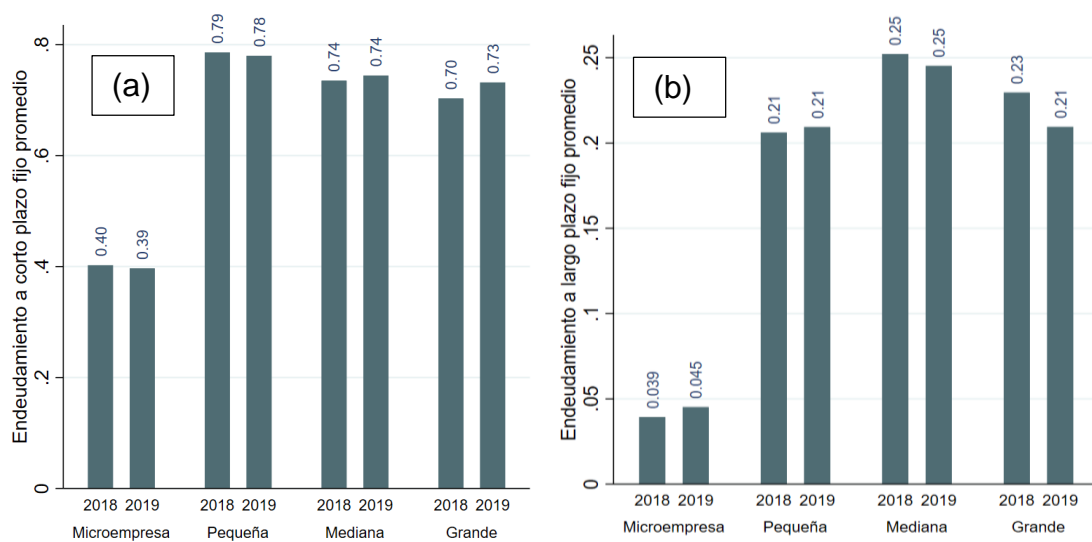 Endeudamiento a corto plazo fijo promedio
0 .2 .4 .6 .8
(a)
0.40 0.39 0.79 0.78 0.74 0.74 0.70 0.73
2018 2019 2018 2019 2018 2019 2018 2019
Microempresa Pequeña Mediana Grande
Endeudamiento a largo plazo fijo promedio
0 .05 .1 .15 .2 .25
(b)
0.039 0.045 0.21 0.21 0.25 0.25 0.23 0.21
2018 2019 2018 2019 2018 2019 2018 2019
Microempresa Pequeña Mediana Grande